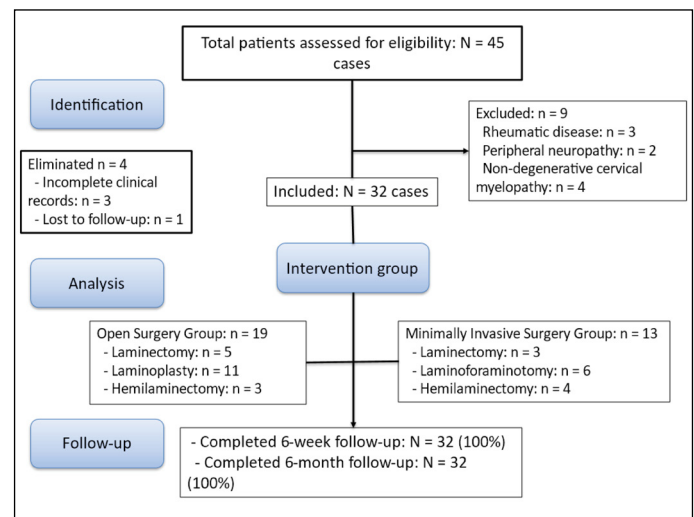 Total patients assessed for eligibility: N = 45
cases
Identification
Excluded: n = 9
Rheumatic disease: n = 3
Peripheral neuropathy: n = 2
Non-degenerative cervical
myelopathy: n = 4
Eliminated n = 4
- Incomplete clinical
records: n = 3
- Lost to follow-up: n = 1
Included: N = 32 cases
Intervention group
Analysis
Open Surgery Group: n = 19
- Laminectomy: n = 5
- Laminoplasty: n = 11
- Hemilaminectomy: n = 3
Minimally Invasive Surgery Group: n = 13
- Laminectomy: n = 3
- Laminoforaminotomy: n = 6
- Hemilaminectomy: n = 4
Follow-up
- Completed 6-week follow-up: N = 32 (100%)
- Completed 6-month follow-up: N = 32
(100%)